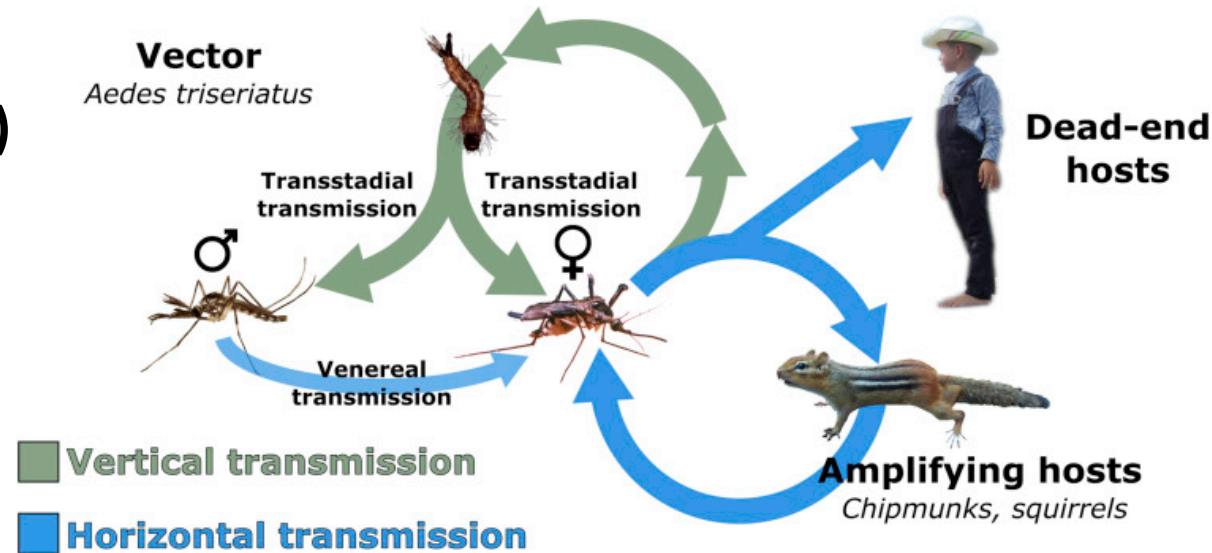 Vector
Aedes triseriatus
)
Dead-end
hosts
Transstadial
transmission
Transstadial
transmission
♂
♀
Venereal
transmission
Vertical transmission
Horizontal transmission
Amplifying hosts
Chipmunks, squirrels